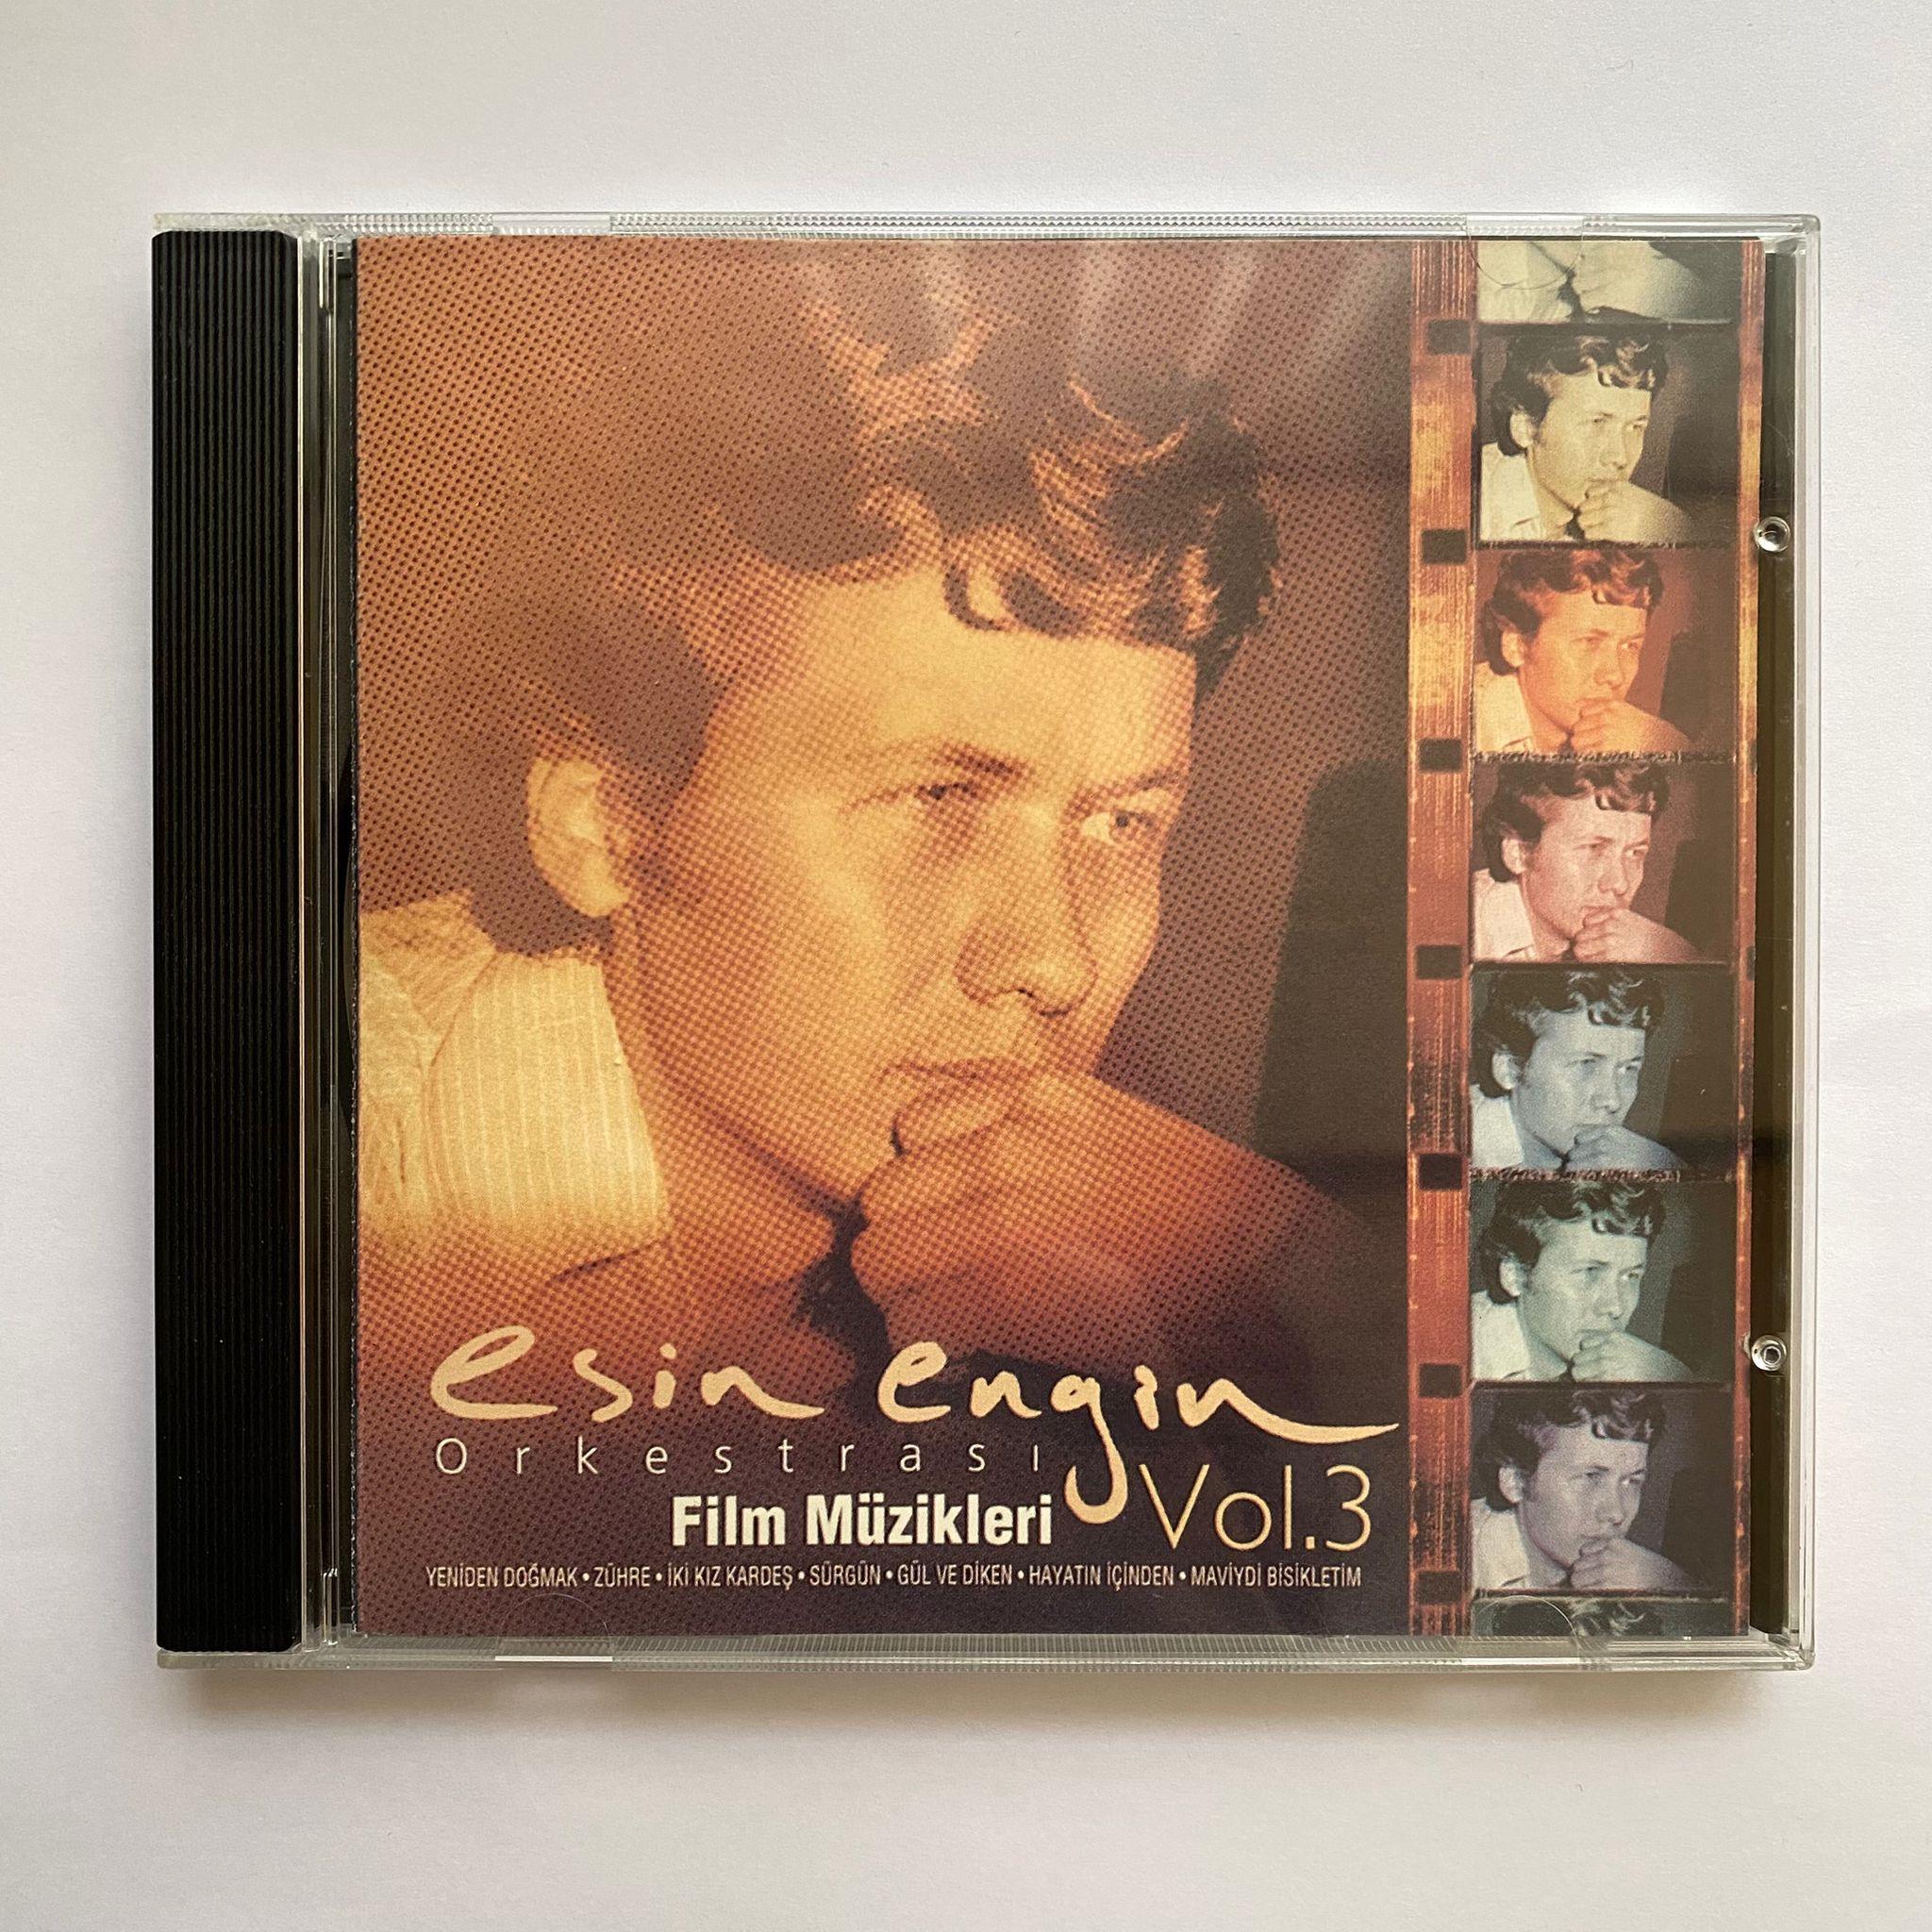 esin engin
Orkestrası
Film Müzikleri Vol.3
YENİDEN DOĞMAK • ZÜHRE • İKİ KIZ KARDEŞ • SÜRGÜN • GÜL VE DİKEN • HAYATIN İÇİNDEN • MAVİYDİ BİSİKLETİM